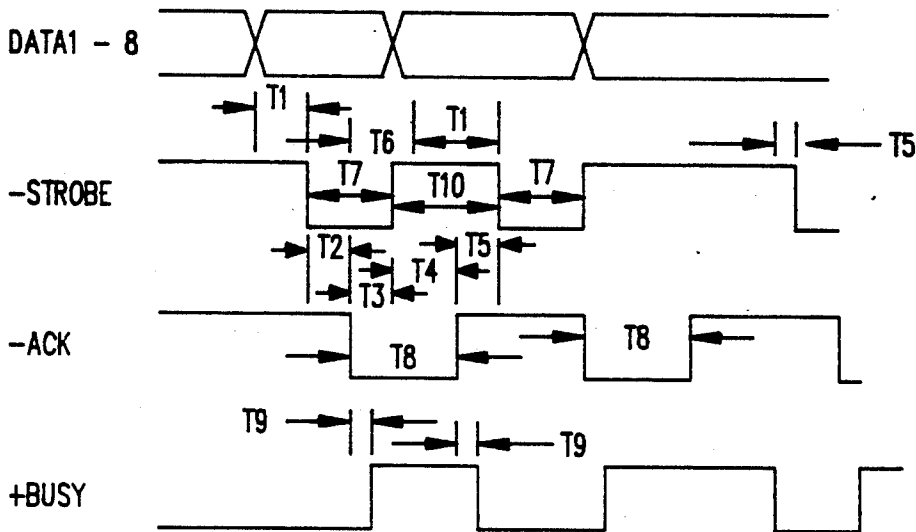 DATA1 - 8
T1
T6
T1
T5
-STROBE
T7
T10
T7
T2
T5
T4
T3
-ACK
T8
T8
T9
T9
+BUSY